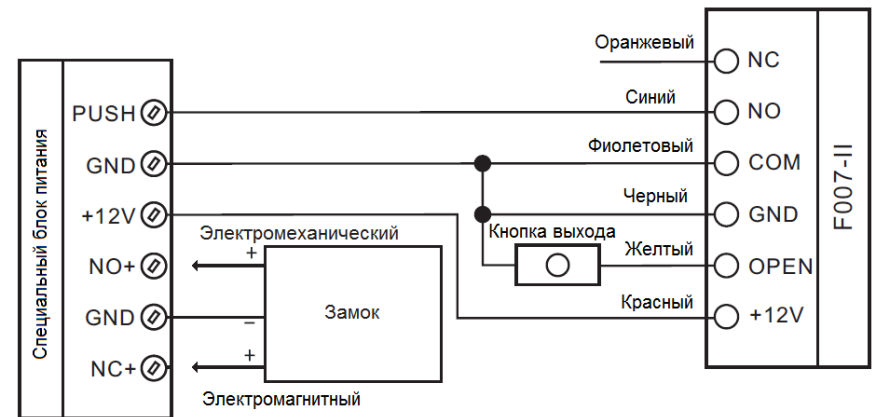 Специальный блок питания
PUSH
GND
+12V
NO+
GND
NC+
Электромеханический
+
Замок
–
+
Электромагнитный
Кнопка выхода
Оранжевый
Синий
Фиолетовый
Черный
Желтый
Красный
NC
NO
COM
GND
OPEN
+12V
F007-II